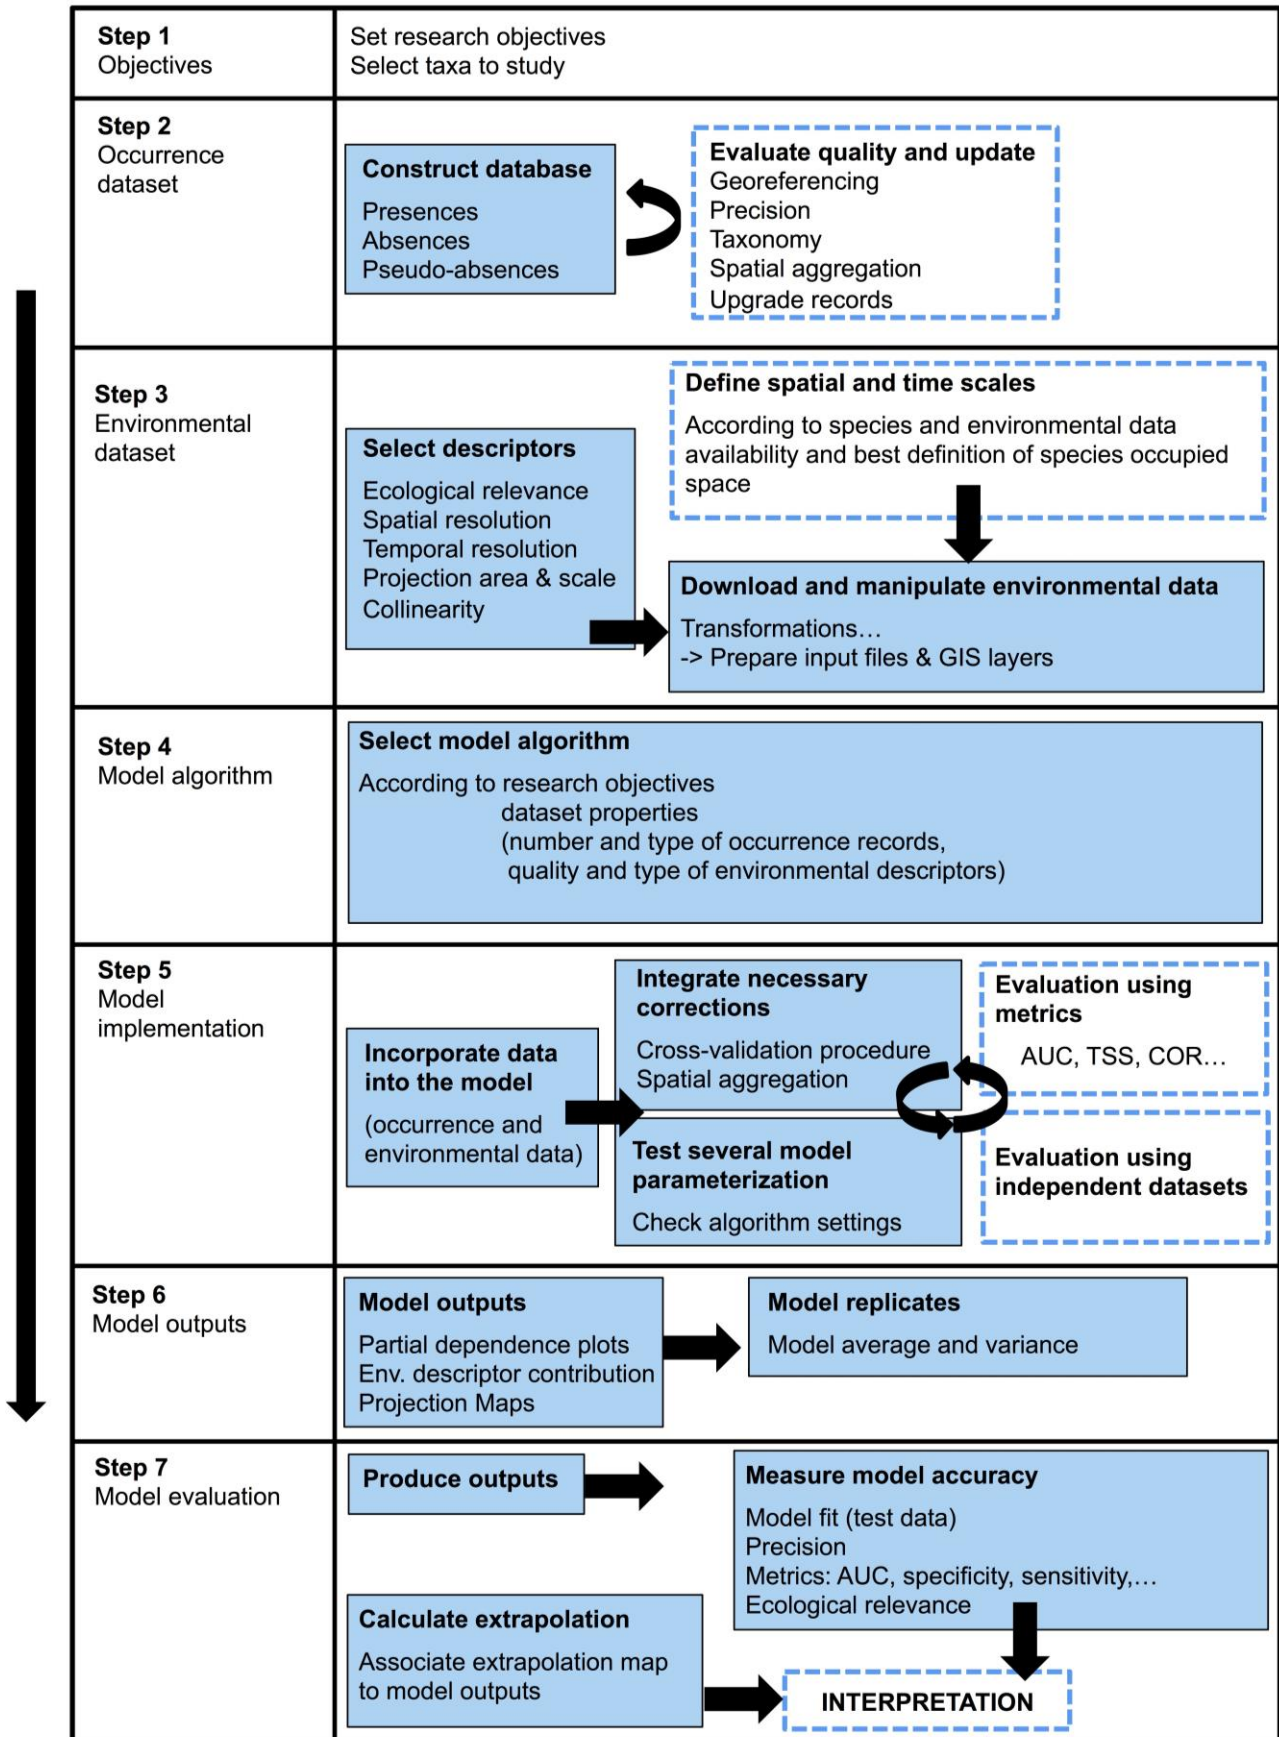 Step 1
Objectives
Set research objectives
Select taxa to study
Step 2
Occurrence
dataset
Construct database
Presences
Absences
Pseudo-absences
Evaluate quality and update
Georeferencing
Precision
Taxonomy
Spatial aggregation
Upgrade records
Step 3
Environmental
dataset
Select descriptors
Ecological relevance
Spatial resolution
Temporal resolution
Projection area & scale
Collinearity
Define spatial and time scales
According to species and environmental data
availability and best definition of species occupied
space
Download and manipulate environmental data
Transformations…
-> Prepare input files & GIS layers
Step 4
Model algorithm
Select model algorithm
According to research objectives
dataset properties
(number and type of occurrence records,
quality and type of environmental descriptors)
Step 5
Model
implementation
Incorporate data
into the model
(occurrence and
environmental data)
Integrate necessary
corrections
Cross-validation procedure
Spatial aggregation
Test several model
parameterization
Check algorithm settings
Evaluation using
metrics
AUC, TSS, COR…
Evaluation using
independent datasets
Step 6
Model outputs
Model outputs
Partial dependence plots
Env. descriptor contribution
Projection Maps
Model replicates
Model average and variance
Step 7
Model evaluation
Produce outputs
Measure model accuracy
Model fit (test data)
Precision
Metrics: AUC, specificity, sensitivity,…
Ecological relevance
Calculate extrapolation
Associate extrapolation map
to model outputs
INTERPRETATION